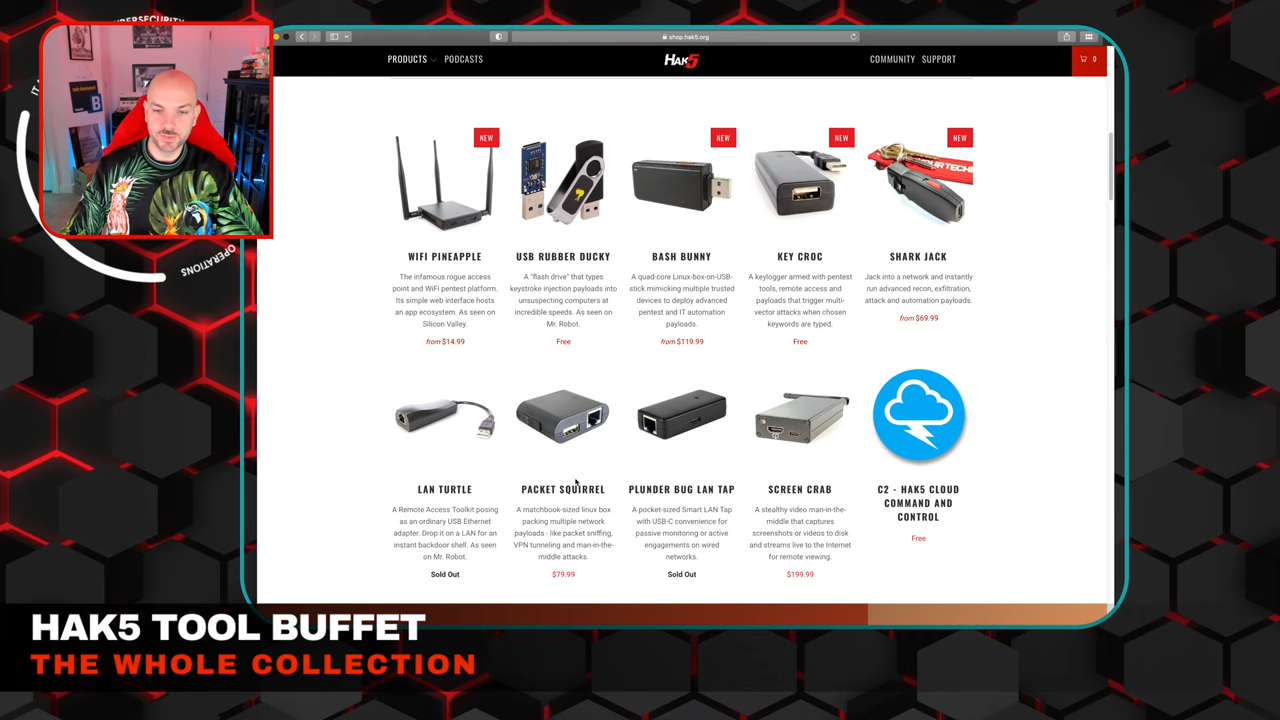 CYBERSECURITY
OPERATIONS
shop.hak5.org
PRODUCTS
PODCASTS
HAK5
COMMUNITY
SUPPORT
0
NEW
NEW
NEW
NEW
WIFI PINEAPPLE
The infamous rogue access
point and WiFi pentest platform.
Its simple web interface hosts
an app ecosystem. As seen on
Silicon Valley.
from $14.99
USB RUBBER DUCKY
A "flash drive" that types
keystroke injection payloads into
unsuspecting computers at
incredible speeds. As seen on
Mr. Robot.
Free
BASH BUNNY
A quad-core Linux-box-on-USB-
stick mimicking multiple trusted
devices to deploy advanced
pentest and IT automation
payloads.
from $119.99
KEY CROC
A keylogger armed with pentest
tools, remote access and
payloads that trigger multi-
vector attacks when chosen
keywords are typed.
Free
SHARK JACK
Jack into a network and instantly
run advanced recon, exfiltration,
attack and automation payloads.
from $69.99
LAN TURTLE
A Remote Access Toolkit posing
as an ordinary USB Ethernet
adapter. Drop it on a LAN for an
instant backdoor shell. As seen
on Mr. Robot.
Sold Out
PACKET SQUIRREL
A matchbook-sized linux box
packing multiple network
payloads - like packet sniffing,
VPN tunneling and man-in-the-
middle attacks.
$79.99
PLUNDER BUG LAN TAP
A pocket-sized Smart LAN Tap
with USB-C convenience for
passive monitoring or active
engagements on wired
networks.
Sold Out
SCREEN CRAB
A stealthy video man-in-the-
middle that captures
screenshots or videos to disk
and streams live to the Internet
for remote viewing.
$199.99
C2 - HAK5 CLOUD
COMMAND AND
CONTROL
Free
HAK5 TOOL BUFFET
THE WHOLE COLLECTION